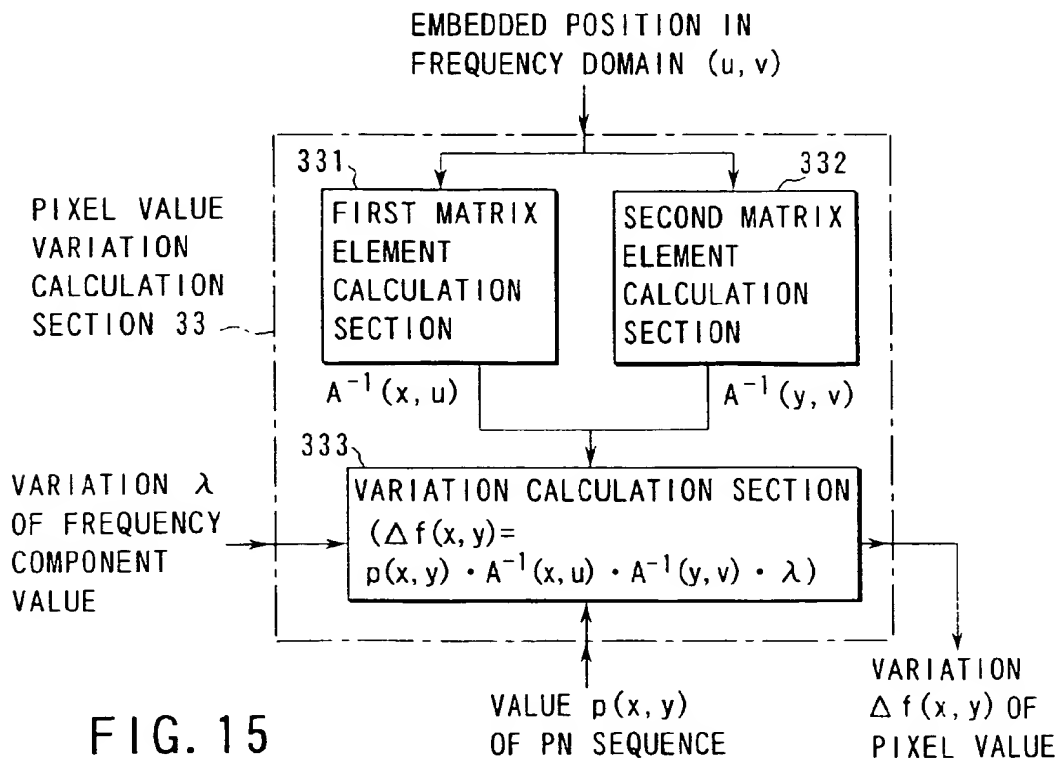 EMBEDDED POSITION IN
FREQUENCY DOMAIN (u, v)
PIXEL VALUE
VARIATION
CALCULATION
SECTION 33
331
FIRST MATRIX
ELEMENT
CALCULATION
SECTION
332
SECOND MATRIX
ELEMENT
CALCULATION
SECTION
A⁻¹(x, u)
A⁻¹(y, v)
333
VARIATION CALCULATION SECTION
(Δf(x, y)=
p(x, y) · A⁻¹(x, u) · A⁻¹(y, v) · λ)
VARIATION λ
OF FREQUENCY
COMPONENT
VALUE
VALUE p(x, y)
OF PN SEQUENCE
VARIATION
Δf(x, y) OF
PIXEL VALUE
FIG. 15